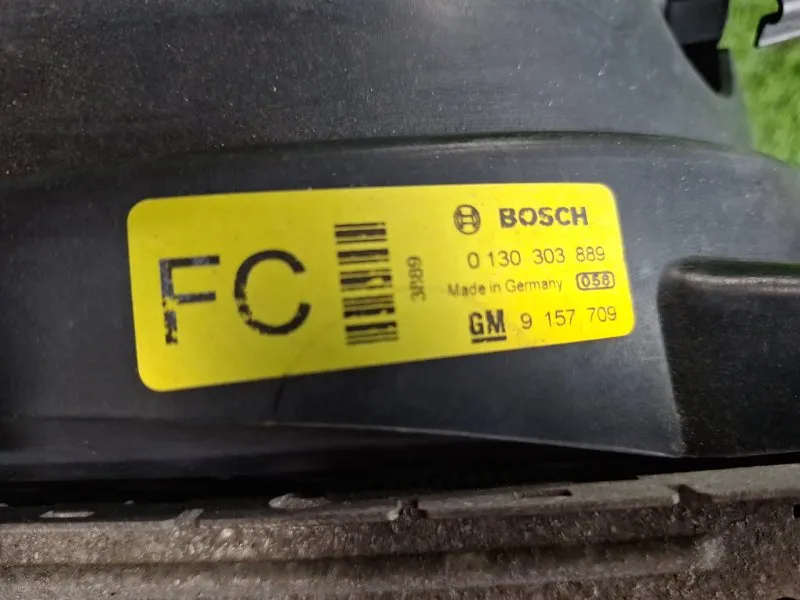 FC
3889
BOSCH
0 130 303 889
Made in Germany 058
GM 9 157 709